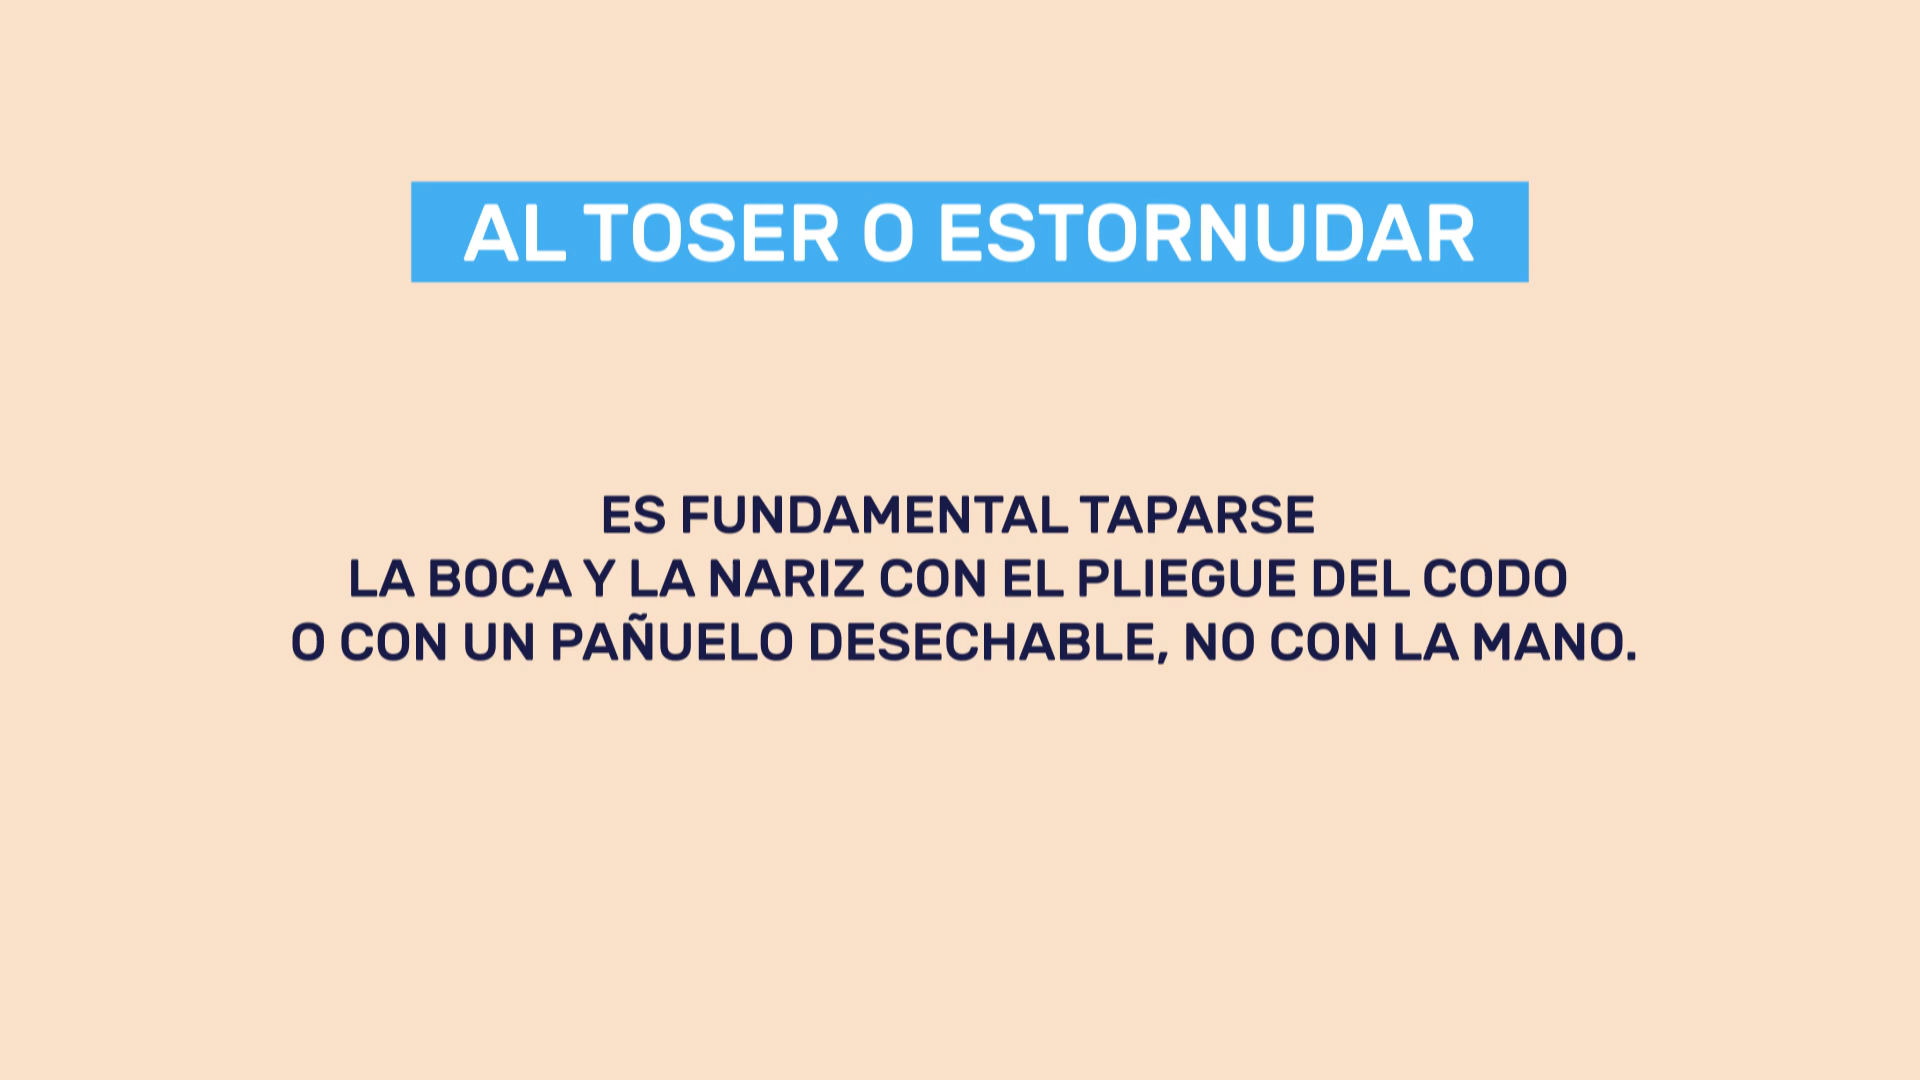 AL TOSER O ESTORNUDAR
ES FUNDAMENTAL TAPARSE
LA BOCA Y LA NARIZ CON EL PLIEGUE DEL CODO
O CON UN PAÑUELO DESECHABLE, NO CON LA MANO.